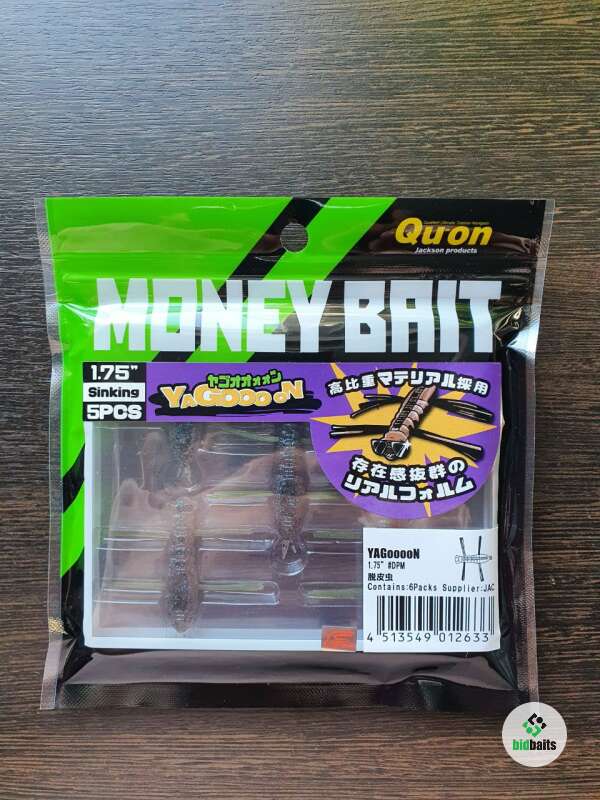 Qu'on
Jackson products
MONEY BAIT
1.75"
Sinking
5PCS
ヤゴオオォォン
YAGOOOON
高比重マテリアル採用
存在感抜群の
リアルフォルム
YAGooooN
1.75" #DPM
脱皮虫
Contains:6Packs Supplier:JAC
4 513549 012633
bidbaits